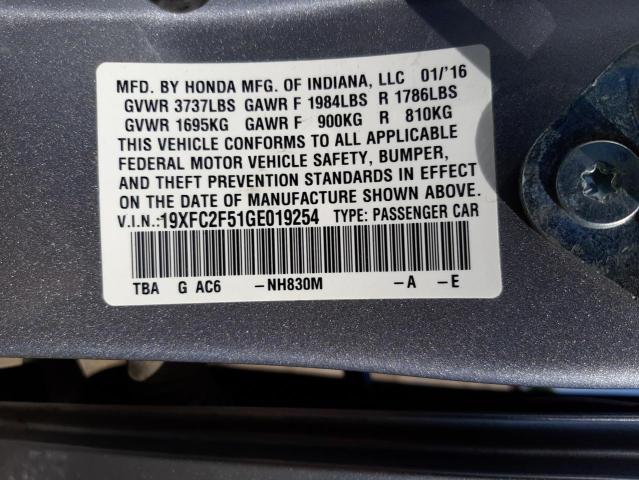 MFD. BY HONDA MFG. OF INDIANA, LLC 01/'16
GVWR 3737LBS GAWR F 1984LBS R 1786LBS
GVWR 1695KG GAWR F 900KG R 810KG
THIS VEHICLE CONFORMS TO ALL APPLICABLE
FEDERAL MOTOR VEHICLE SAFETY, BUMPER,
AND THEFT PREVENTION STANDARDS IN EFFECT
ON THE DATE OF MANUFACTURE SHOWN ABOVE.
V.I.N.:19XFC2F51GE019254 TYPE: PASSENGER CAR
TBA G AC6 –NH830M –A –E